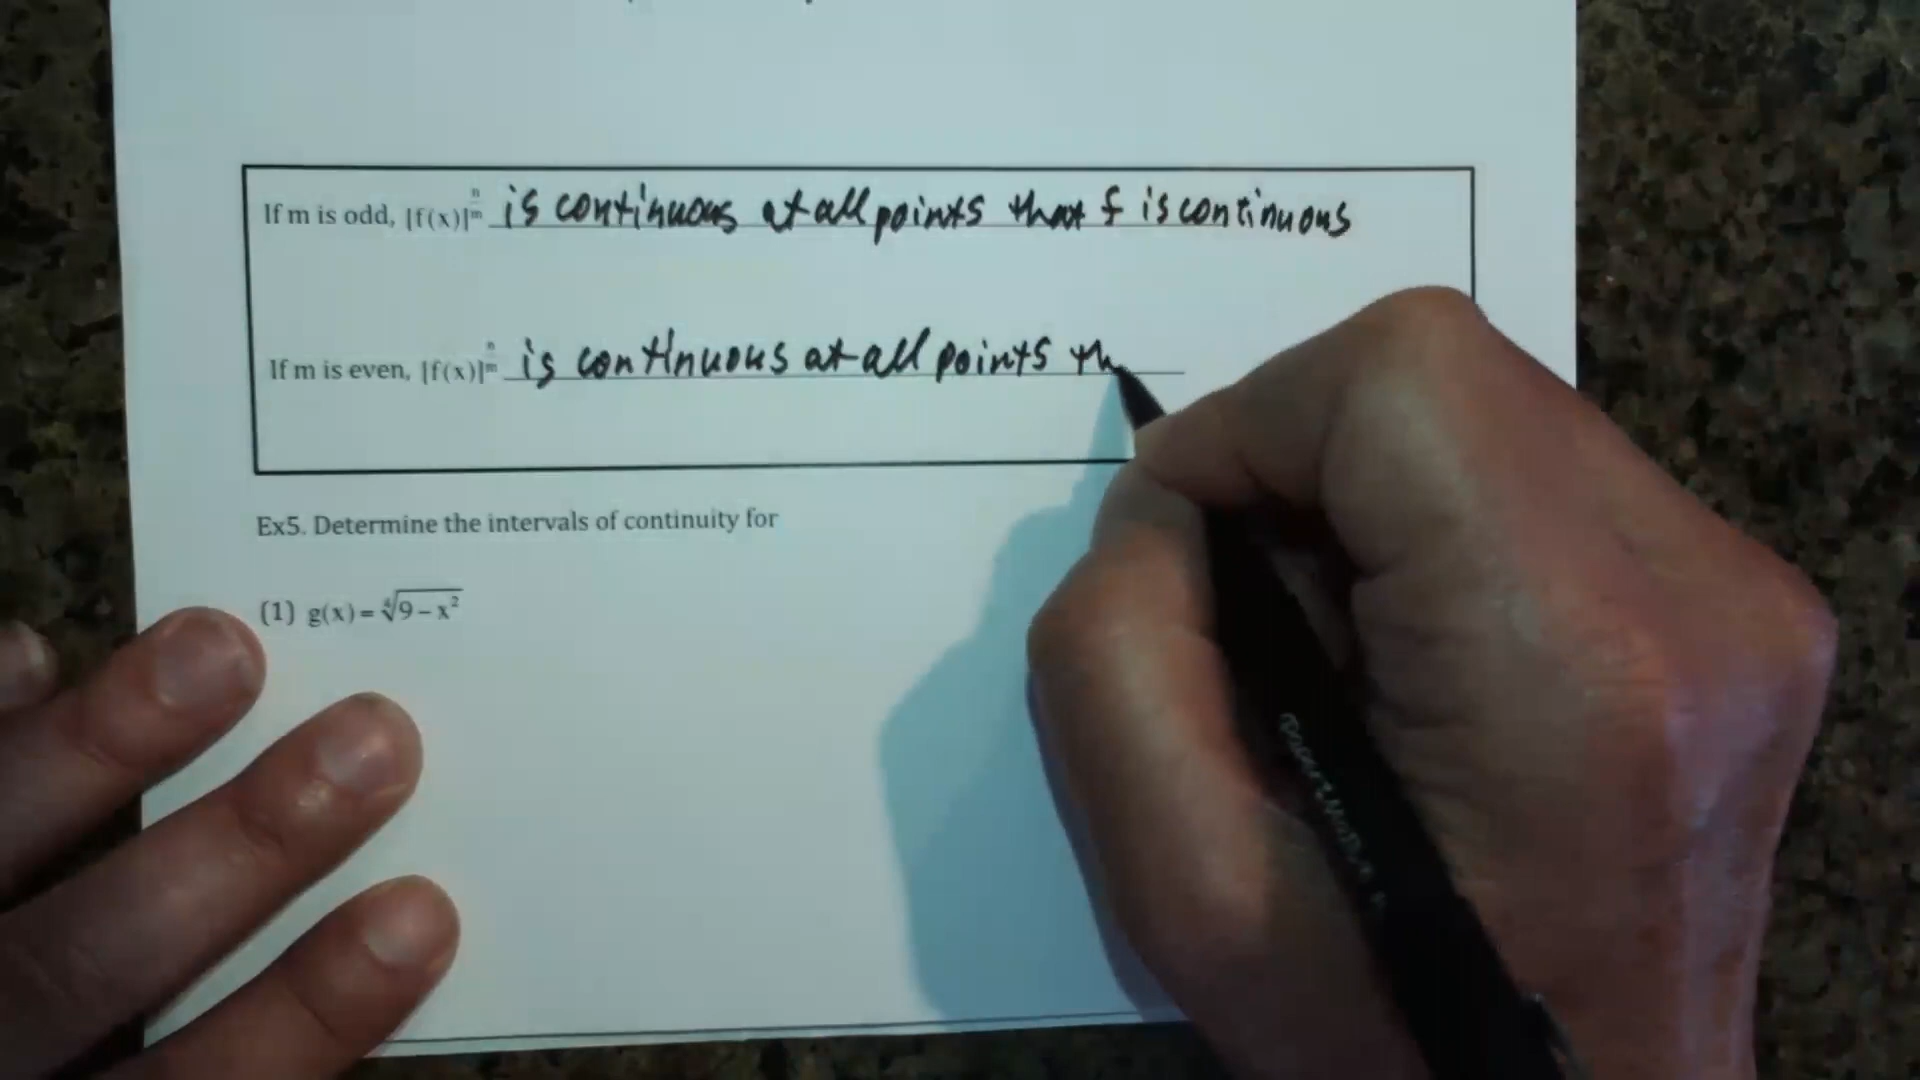 If m is odd, [f(x)]^(n/m) is continuous at all points that f is continuous
If m is even, [f(x)]^(n/m) is continuous at all points th
Ex5. Determine the intervals of continuity for
(1) g(x) = ∜(9 – x²)